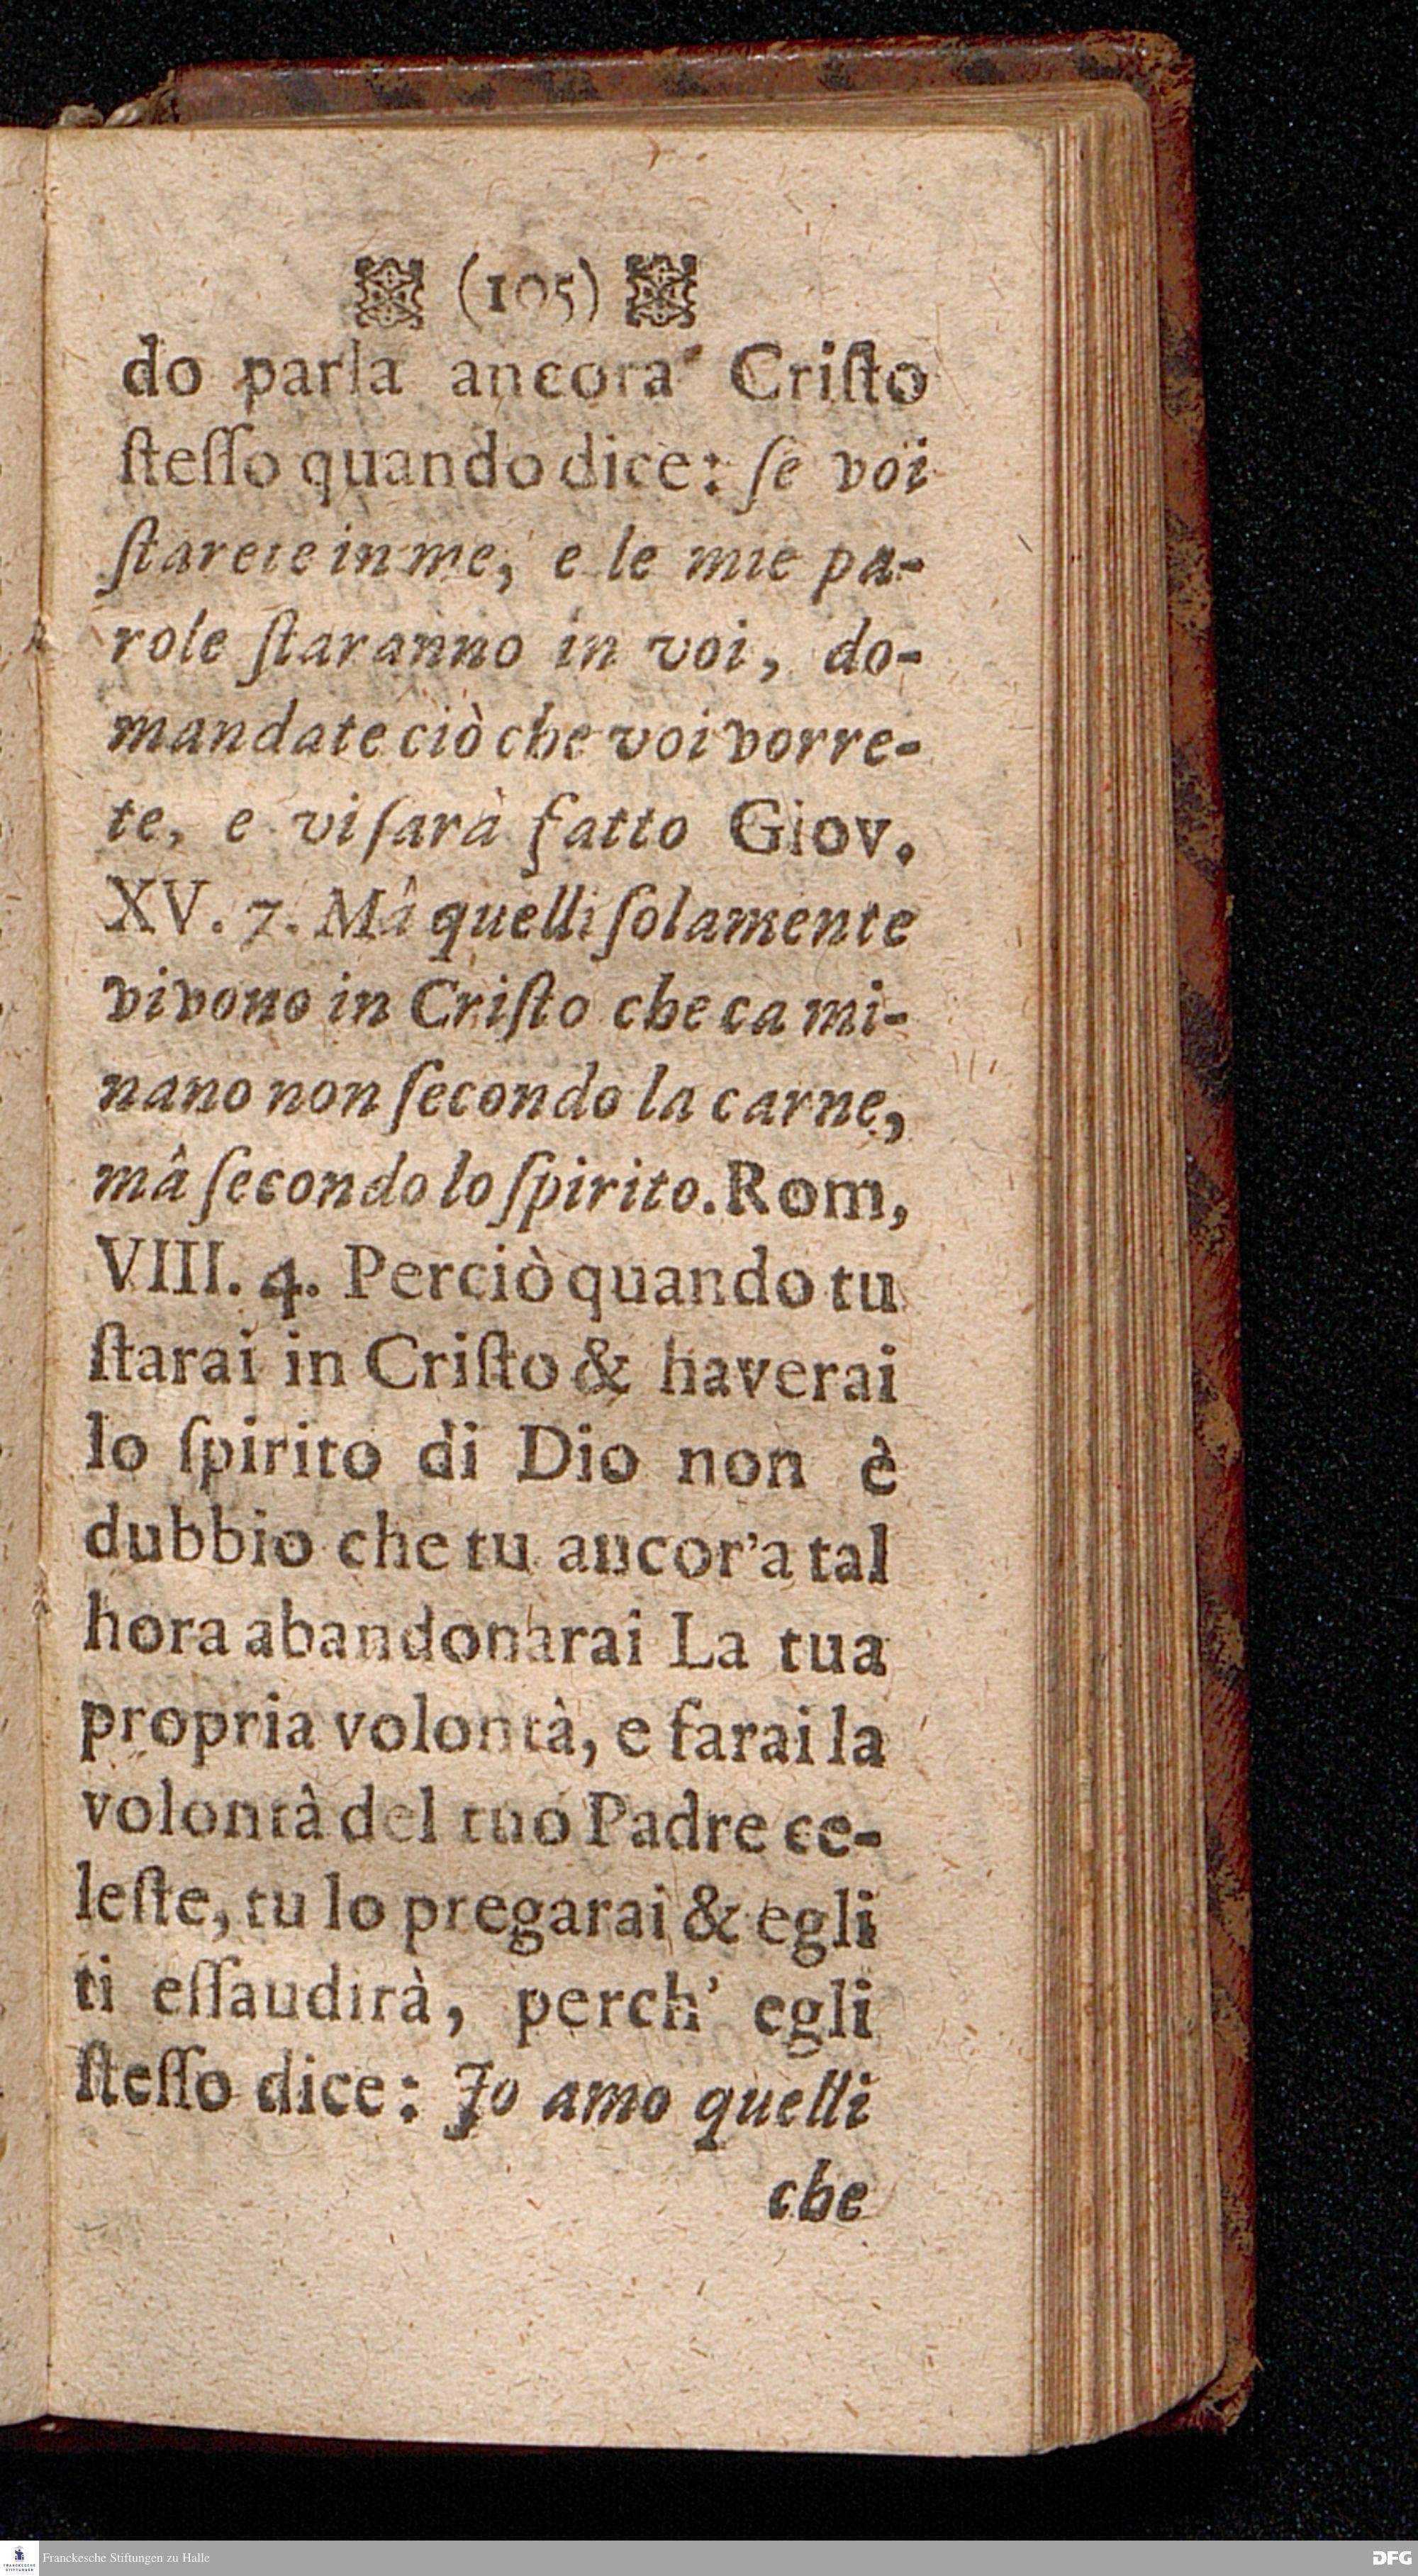 (105)
do parla ancora Criſto
ſteſſo quando dice: ſe voi
ſtarete in me, e le mie pa-
role ſtaranno in voi, do-
mandate ciò che voi vorre-
te, e vi ſarà fatto Giov.
XV. 7. Mâ quelli ſolamente
vivono in Criſto che cami-
nano non ſecondo la carne,
mâ ſecondo lo ſpirito. Rom,
VIII. 4. Perciò quando tu
ſtarai in Criſto & haverai
lo ſpirito di Dio non è
dubbio che tu ancor'a tal
hora abandonarai La tua
propria volontà, e farai la
volontâ del tuo Padre ce-
leſte, tu lo pregarai & egli
ti eſſaudirà, perch' egli
ſteſſo dice: Jo amo quelli
che
FRANCKESCHE STIFTUNGEN
Franckesche Stiftungen zu Halle
DFG